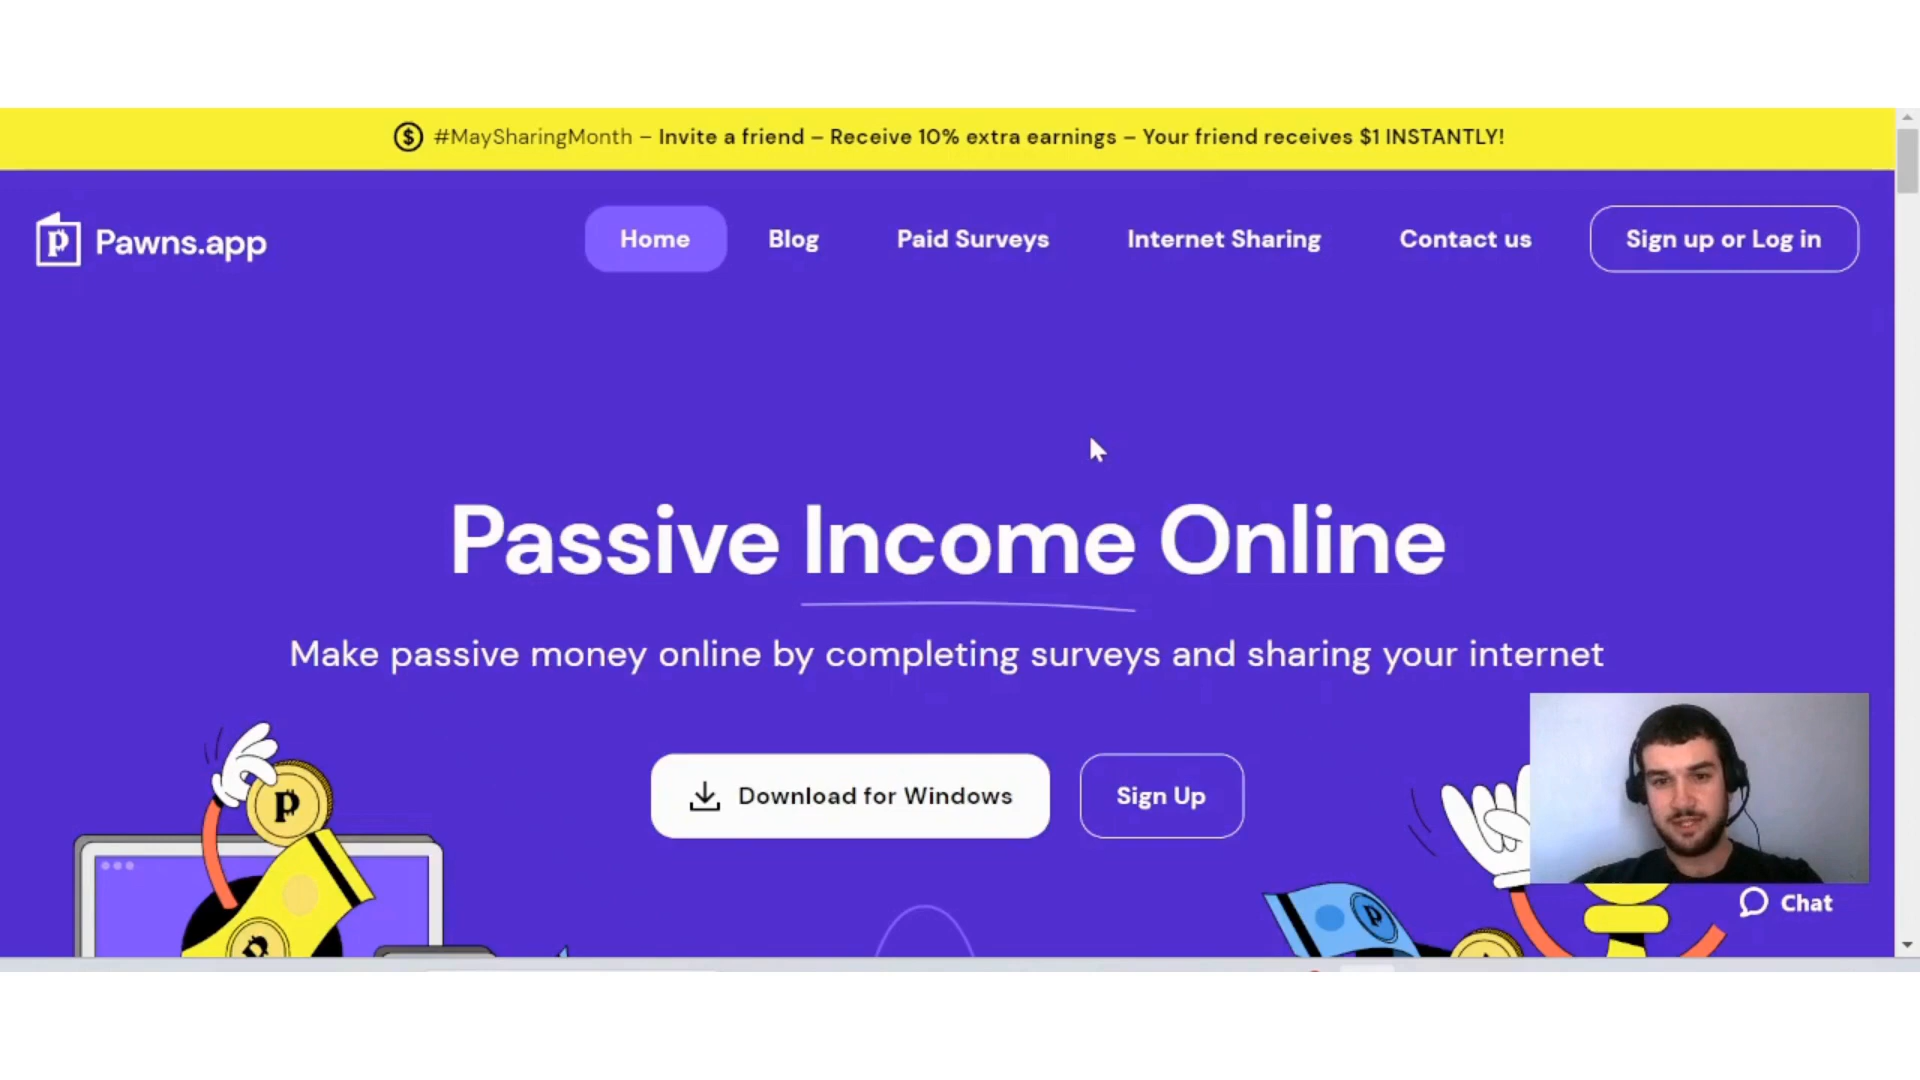 #MaySharingMonth – Invite a friend – Receive 10% extra earnings – Your friend receives $1 INSTANTLY!
Pawns.app
Home
Blog
Paid Surveys
Internet Sharing
Contact us
Sign up or Log in
Passive Income Online
Make passive money online by completing surveys and sharing your internet
Download for Windows
Sign Up
Chat